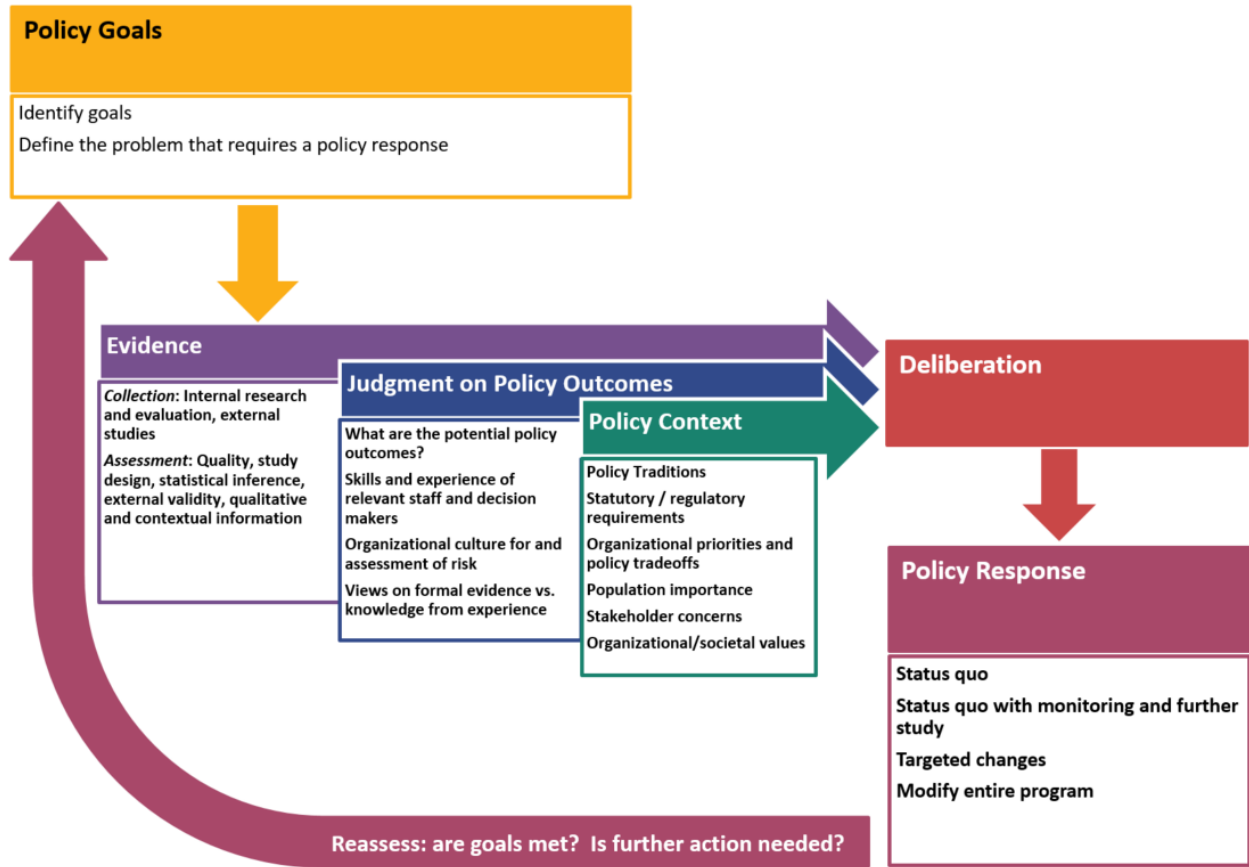 Policy Goals
Identify goals
Define the problem that requires a policy response
Evidence
Collection: Internal research
and evaluation, external
studies
Assessment: Quality, study
design, statistical inference,
external validity, qualitative
and contextual information
Judgment on Policy Outcomes
What are the potential policy
outcomes?
Skills and experience of
relevant staff and decision
makers
Organizational culture for and
assessment of risk
Views on formal evidence vs.
knowledge from experience
Policy Context
Policy Traditions
Statutory / regulatory
requirements
Organizational priorities and
policy tradeoffs
Population importance
Stakeholder concerns
Organizational/societal values
Deliberation
Policy Response
Status quo
Status quo with monitoring and further
study
Targeted changes
Modify entire program
Reassess: are goals met?  Is further action needed?